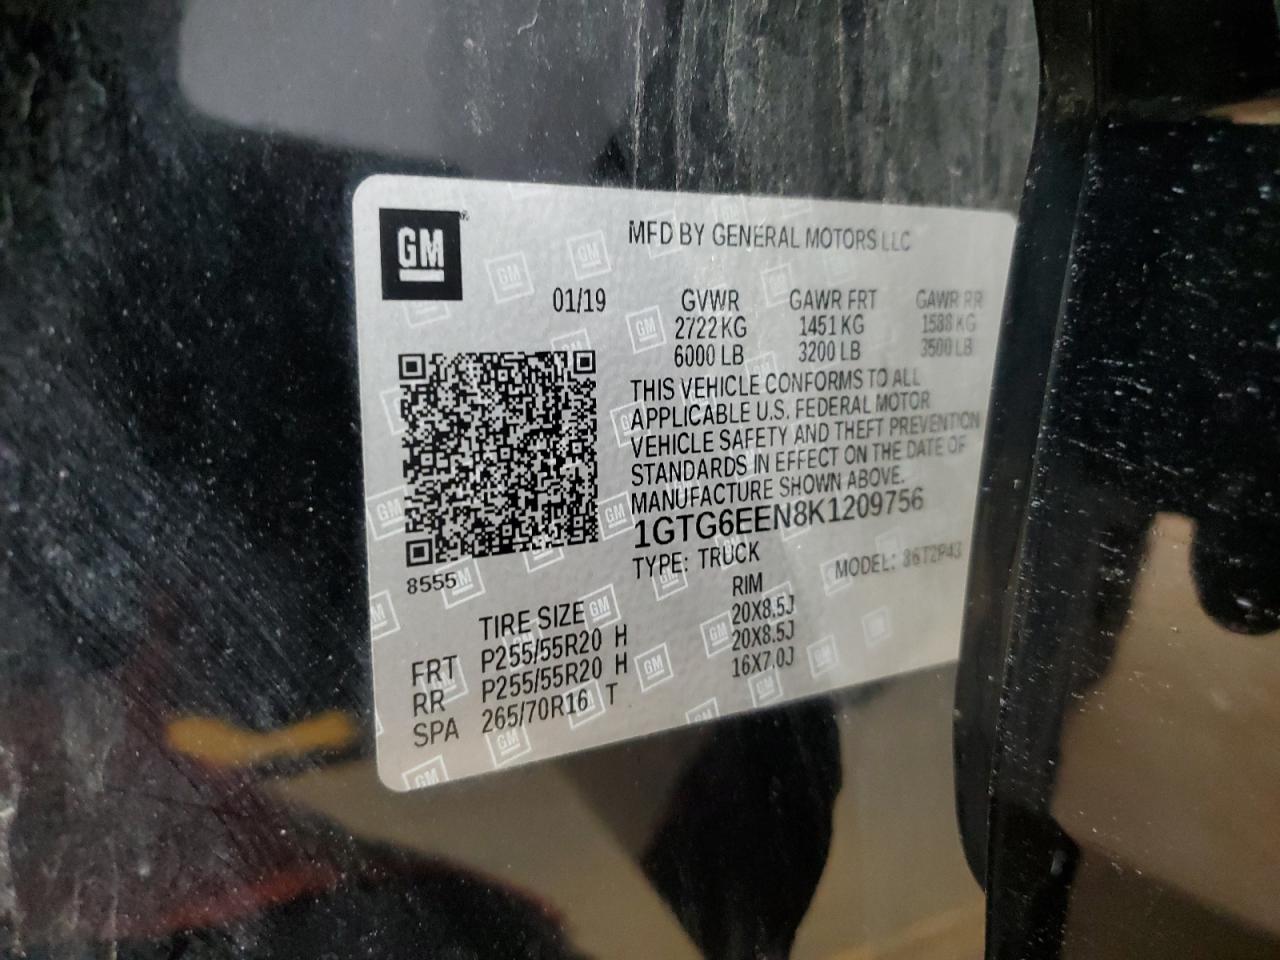 GM
MFD BY GENERAL MOTORS LLC
01/19 GVWR GAWR FRT GAWR RR
2722 KG 1451 KG 1588 KG
6000 LB 3200 LB 3500 LB
THIS VEHICLE CONFORMS TO ALL
APPLICABLE U.S. FEDERAL MOTOR
VEHICLE SAFETY AND THEFT PREVENTION
STANDARDS IN EFFECT ON THE DATE OF
MANUFACTURE SHOWN ABOVE.
1GTG6EEN8K1209756
TYPE: TRUCK MODEL: 36T2P43
8555
TIRE SIZE RIM
FRT P255/55R20 H 20X8.5J
RR P255/55R20 H 20X8.5J
SPA 265/70R16 T 16X7.0J